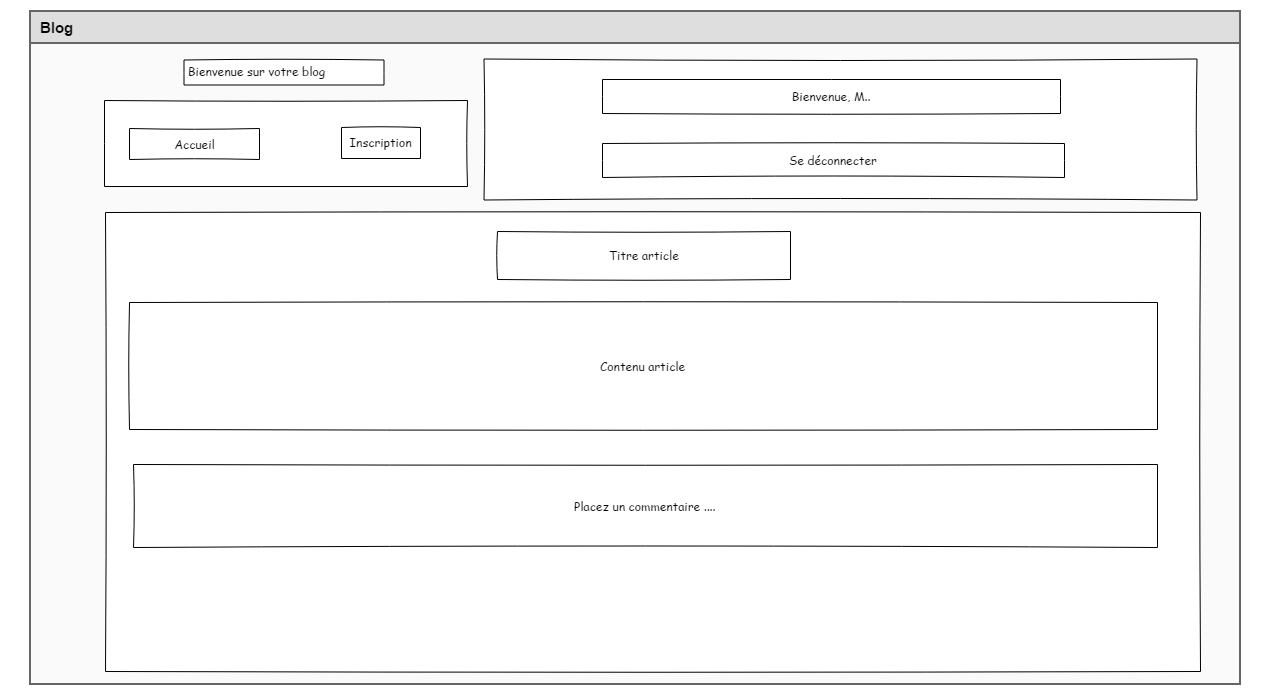 Blog
Bienvenue sur votre blog
Accueil
Inscription
Bienvenue, M..
Se déconnecter
Titre article
Contenu article
Placez un commentaire ....